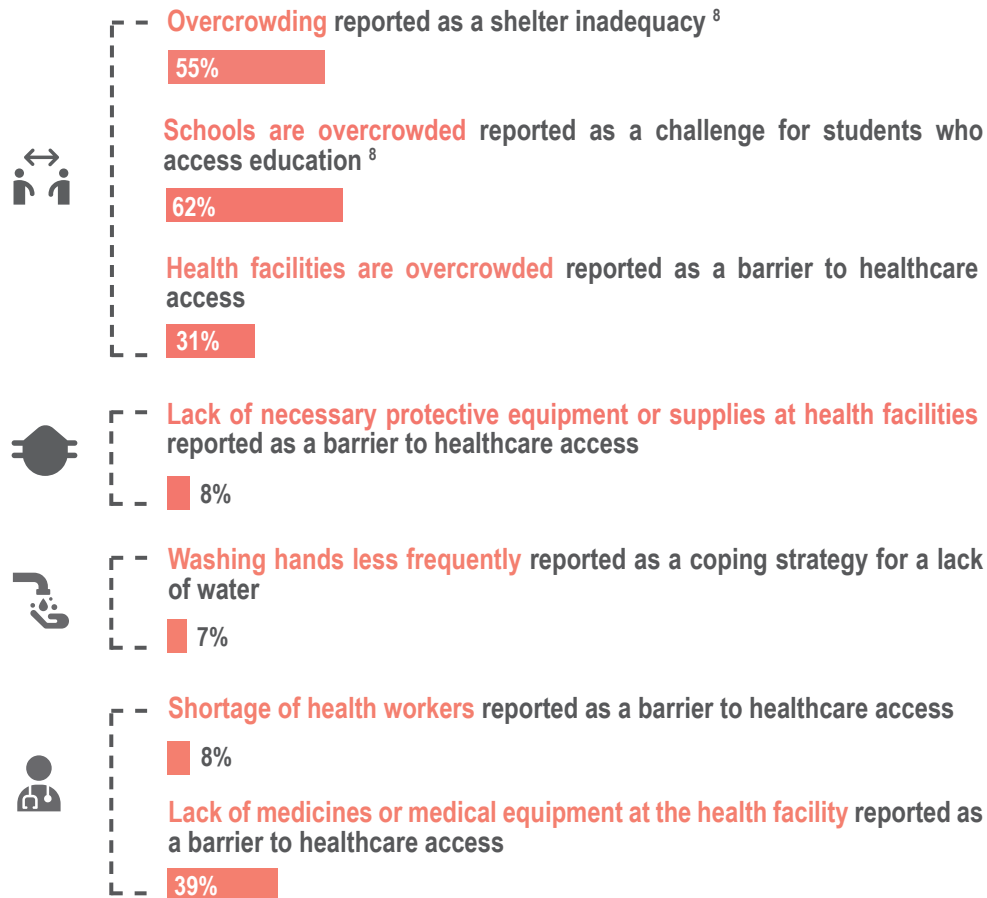 Overcrowding reported as a shelter inadequacy 8
55%
Schools are overcrowded reported as a challenge for students who
access education 8
62%
Health facilities are overcrowded reported as a barrier to healthcare
access
31%
Lack of necessary protective equipment or supplies at health facilities
reported as a barrier to healthcare access
8%
Washing hands less frequently reported as a coping strategy for a lack
of water
7%
Shortage of health workers reported as a barrier to healthcare access
8%
Lack of medicines or medical equipment at the health facility reported as
a barrier to healthcare access
39%